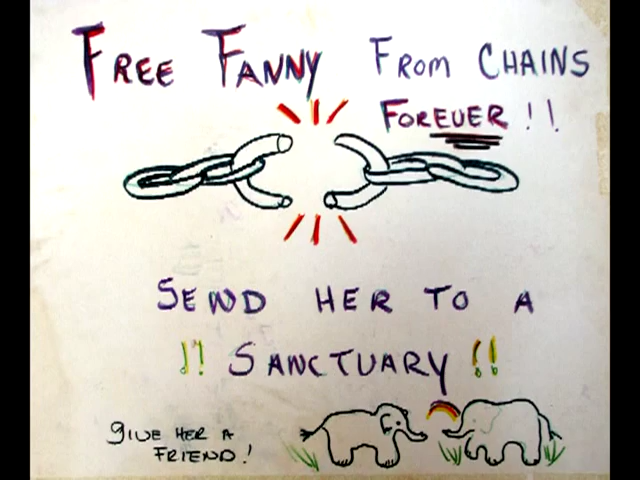 FREE FANNY FROM CHAINS
FOREVER!!
SEND HER TO A
!! SANCTUARY !!
GIVE HER A
FRIEND!